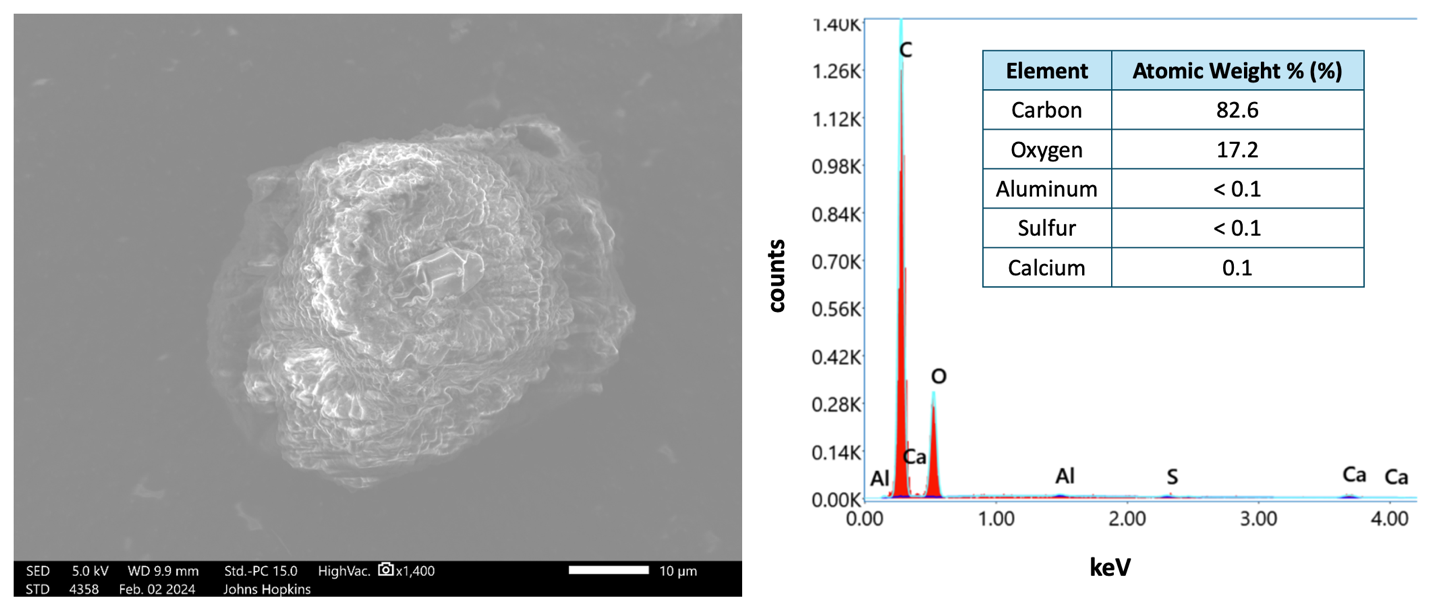 SED 5.0 kV WD 9.9 mm Std.-PC 15.0 HighVac. x1,400 10 µm
STD 4358 Feb. 02 2024 Johns Hopkins
1.40K
1.26K
1.12K
0.98K
0.84K
0.70K
0.56K
0.42K
0.28K
0.14K
0.00K
counts
C
O
Al
Ca
Al
S
Ca
Ca
0.00 1.00 2.00 3.00 4.00
keV
Element Atomic Weight % (%)
Carbon 82.6
Oxygen 17.2
Aluminum < 0.1
Sulfur < 0.1
Calcium 0.1